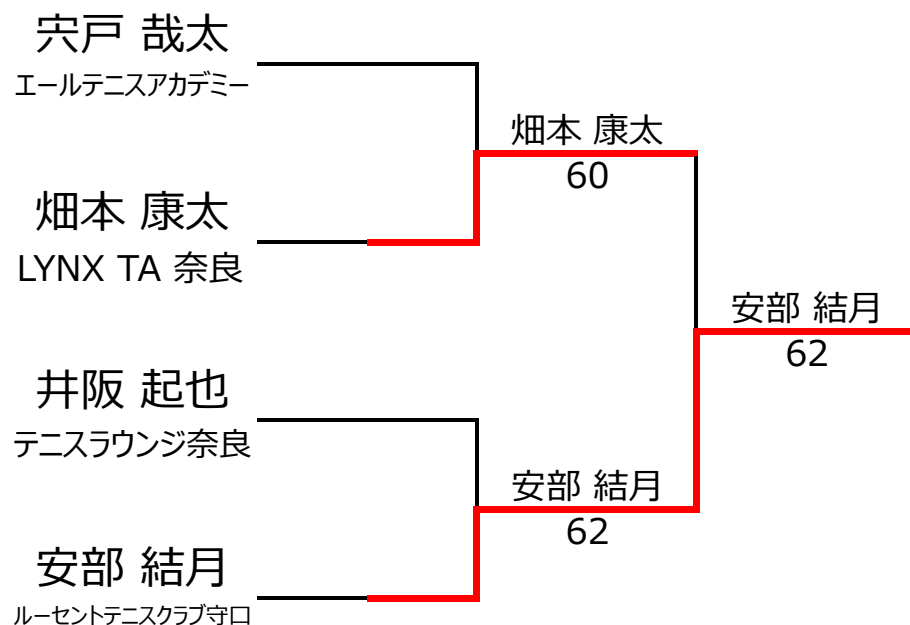 宍戸 哉太
エールテニスアカデミー
畑本 康太
60
畑本 康太
LYNX TA 奈良
安部 結月
62
井阪 起也
テニスラウンジ奈良
安部 結月
62
安部 結月
ルーセントテニスクラブ守口